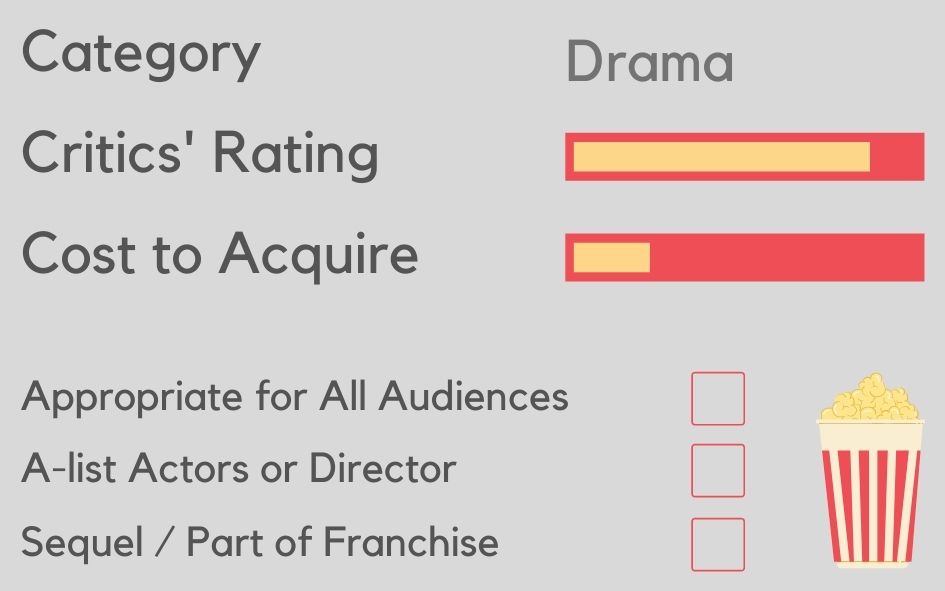 Category
Drama
Critics' Rating
Cost to Acquire
Appropriate for All Audiences
A-list Actors or Director
Sequel / Part of Franchise